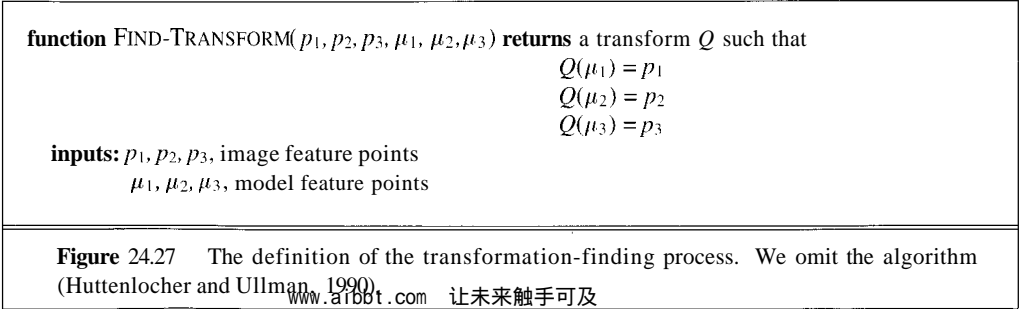 function FIND-TRANSFORM(p1, p2, p3, μ1, μ2, μ3) returns a transform Q such that
Q(μ1) = p1
Q(μ2) = p2
Q(μ3) = p3
inputs: p1, p2, p3, image feature points
μ1, μ2, μ3, model feature points
Figure 24.27 The definition of the transformation-finding process. We omit the algorithm
(Huttenlocher and Ullman, 1990).
www.aibbt.com 让未来触手可及